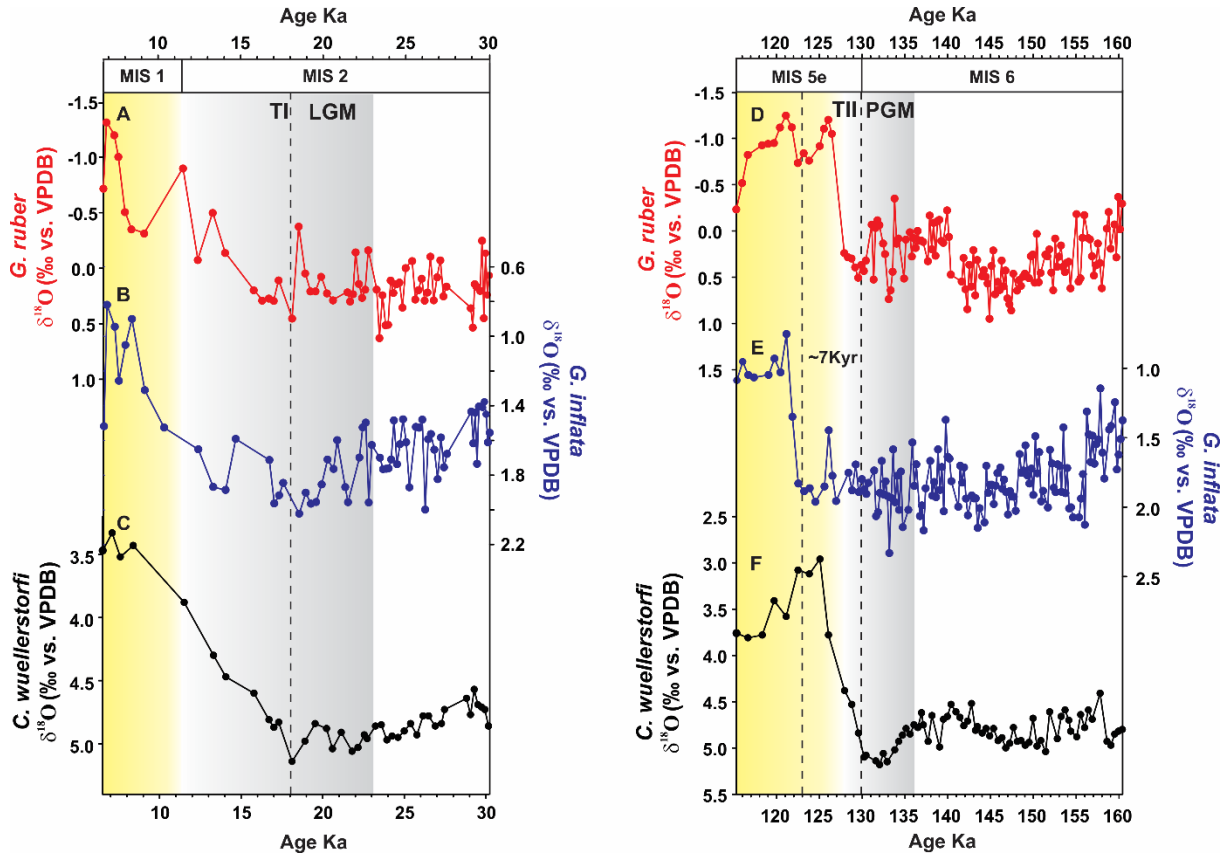 Age Ka
10 15 20 25 30
MIS 1 MIS 2
-1.5
-1.0
-0.5
0.0
0.5
1.0
G. ruber
δ¹⁸O (‰ vs. VPDB)
A
TI LGM
B
0.6
1.0
1.4
1.8
2.2
G. inflata
δ¹⁸O (‰ vs. VPDB)
C
3.5
4.0
4.5
5.0
C. wuellerstorfi
δ¹⁸O (‰ vs. VPDB)
10 15 20 25 30
Age Ka
Age Ka
120 125 130 135 140 145 150 155 160
MIS 5e MIS 6
-1.5
-1.0
-0.5
0.0
0.5
1.0
1.5
G. ruber
δ¹⁸O (‰ vs. VPDB)
D
TII PGM
E
~7Kyr
1.0
1.5
2.0
2.5
G. inflata
δ¹⁸O (‰ vs. VPDB)
F
2.5
3.0
3.5
4.0
4.5
5.0
5.5
C. wuellerstorfi
δ¹⁸O (‰ vs. VPDB)
120 125 130 135 140 145 150 155 160
Age Ka